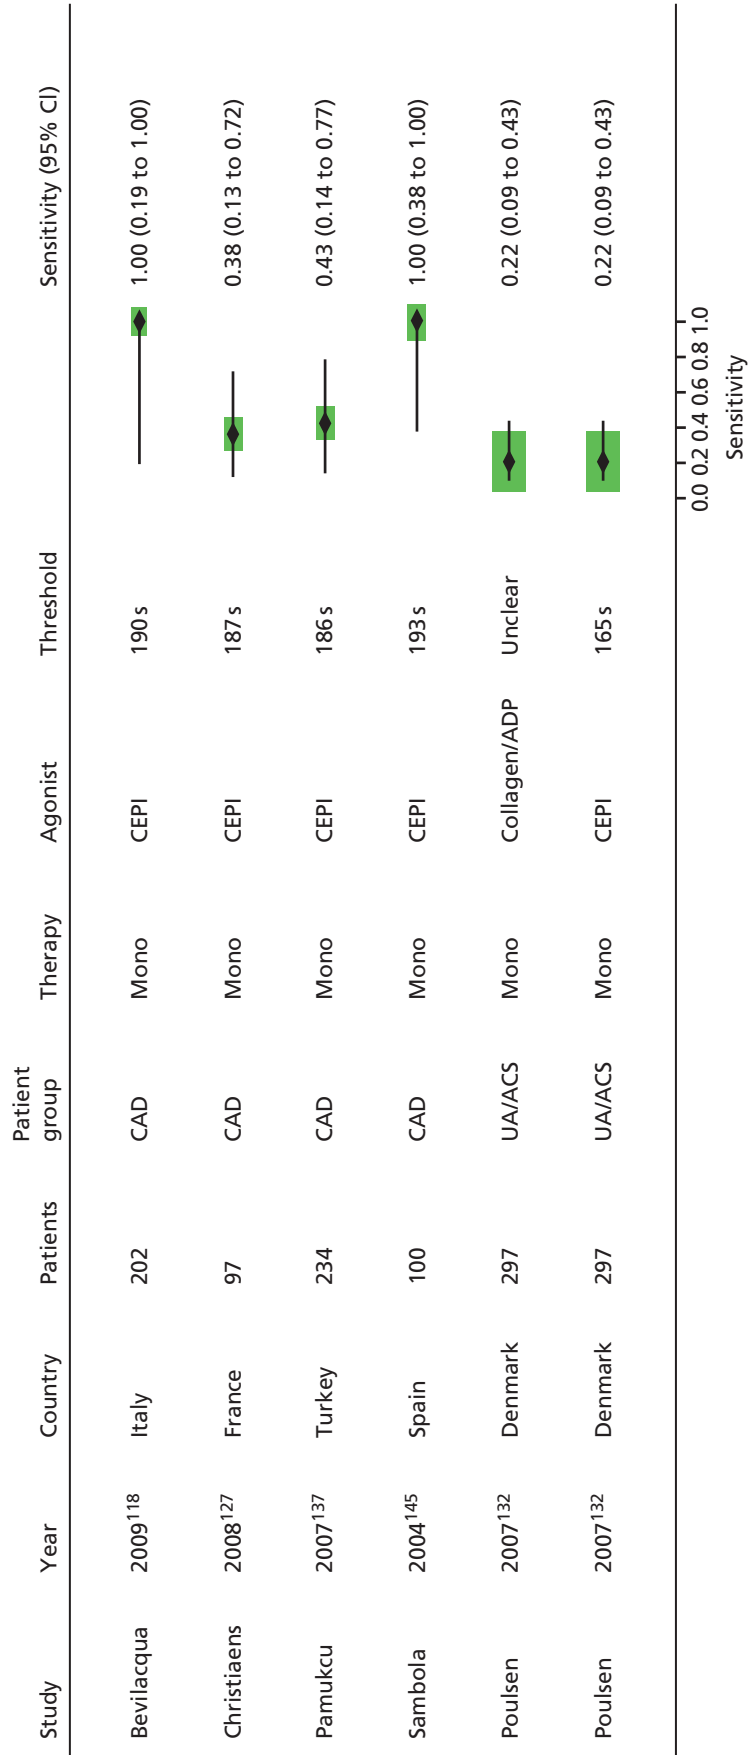 Study Year Country Patients Patient group Therapy Agonist Threshold Sensitivity (95% CI)
Bevilacqua 2009118 Italy 202 CAD Mono CEPI 190 s 1.00 (0.19 to 1.00)
Christiaens 2008127 France 97 CAD Mono CEPI 187 s 0.38 (0.13 to 0.72)
Pamukcu 2007137 Turkey 234 CAD Mono CEPI 186 s 0.43 (0.14 to 0.77)
Sambola 2004145 Spain 100 CAD Mono CEPI 193 s 1.00 (0.38 to 1.00)
Poulsen 2007132 Denmark 297 UA/ACS Mono Collagen/ADP Unclear 0.22 (0.09 to 0.43)
Poulsen 2007132 Denmark 297 UA/ACS Mono CEPI 165 s 0.22 (0.09 to 0.43)
0.0 0.2 0.4 0.6 0.8 1.0
Sensitivity